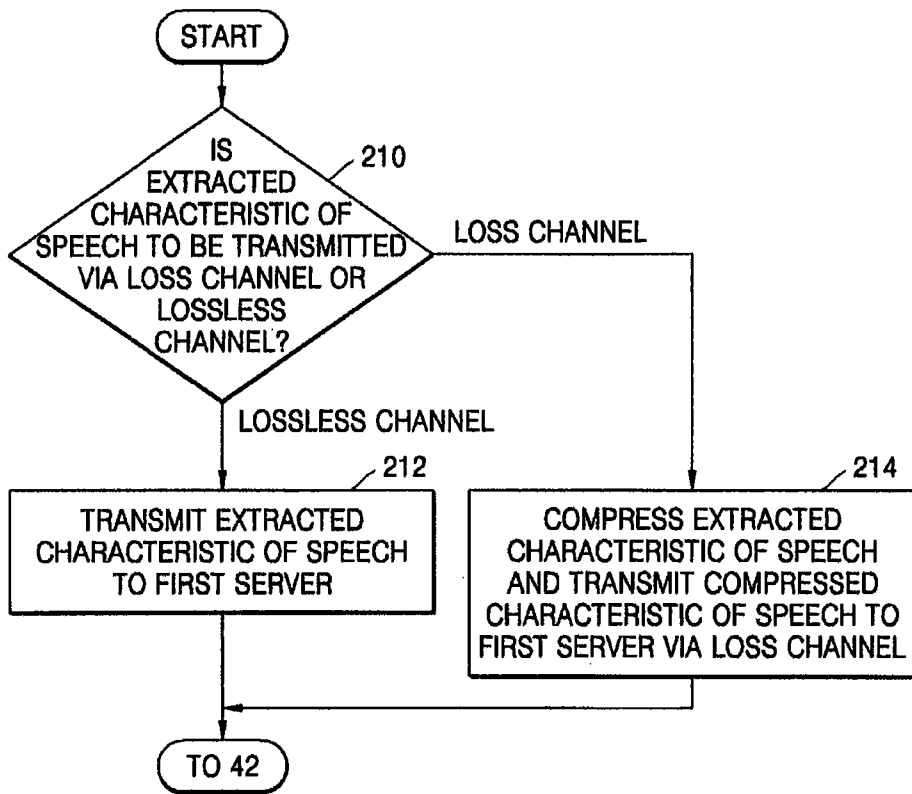 START
IS
EXTRACTED
CHARACTERISTIC OF
SPEECH TO BE TRANSMITTED
VIA LOSS CHANNEL OR
LOSSLESS
CHANNEL?
210
LOSS CHANNEL
LOSSLESS CHANNEL
212
TRANSMIT EXTRACTED
CHARACTERISTIC OF SPEECH
TO FIRST SERVER
214
COMPRESS EXTRACTED
CHARACTERISTIC OF SPEECH
AND TRANSMIT COMPRESSED
CHARACTERISTIC OF SPEECH TO
FIRST SERVER VIA LOSS CHANNEL
TO 42